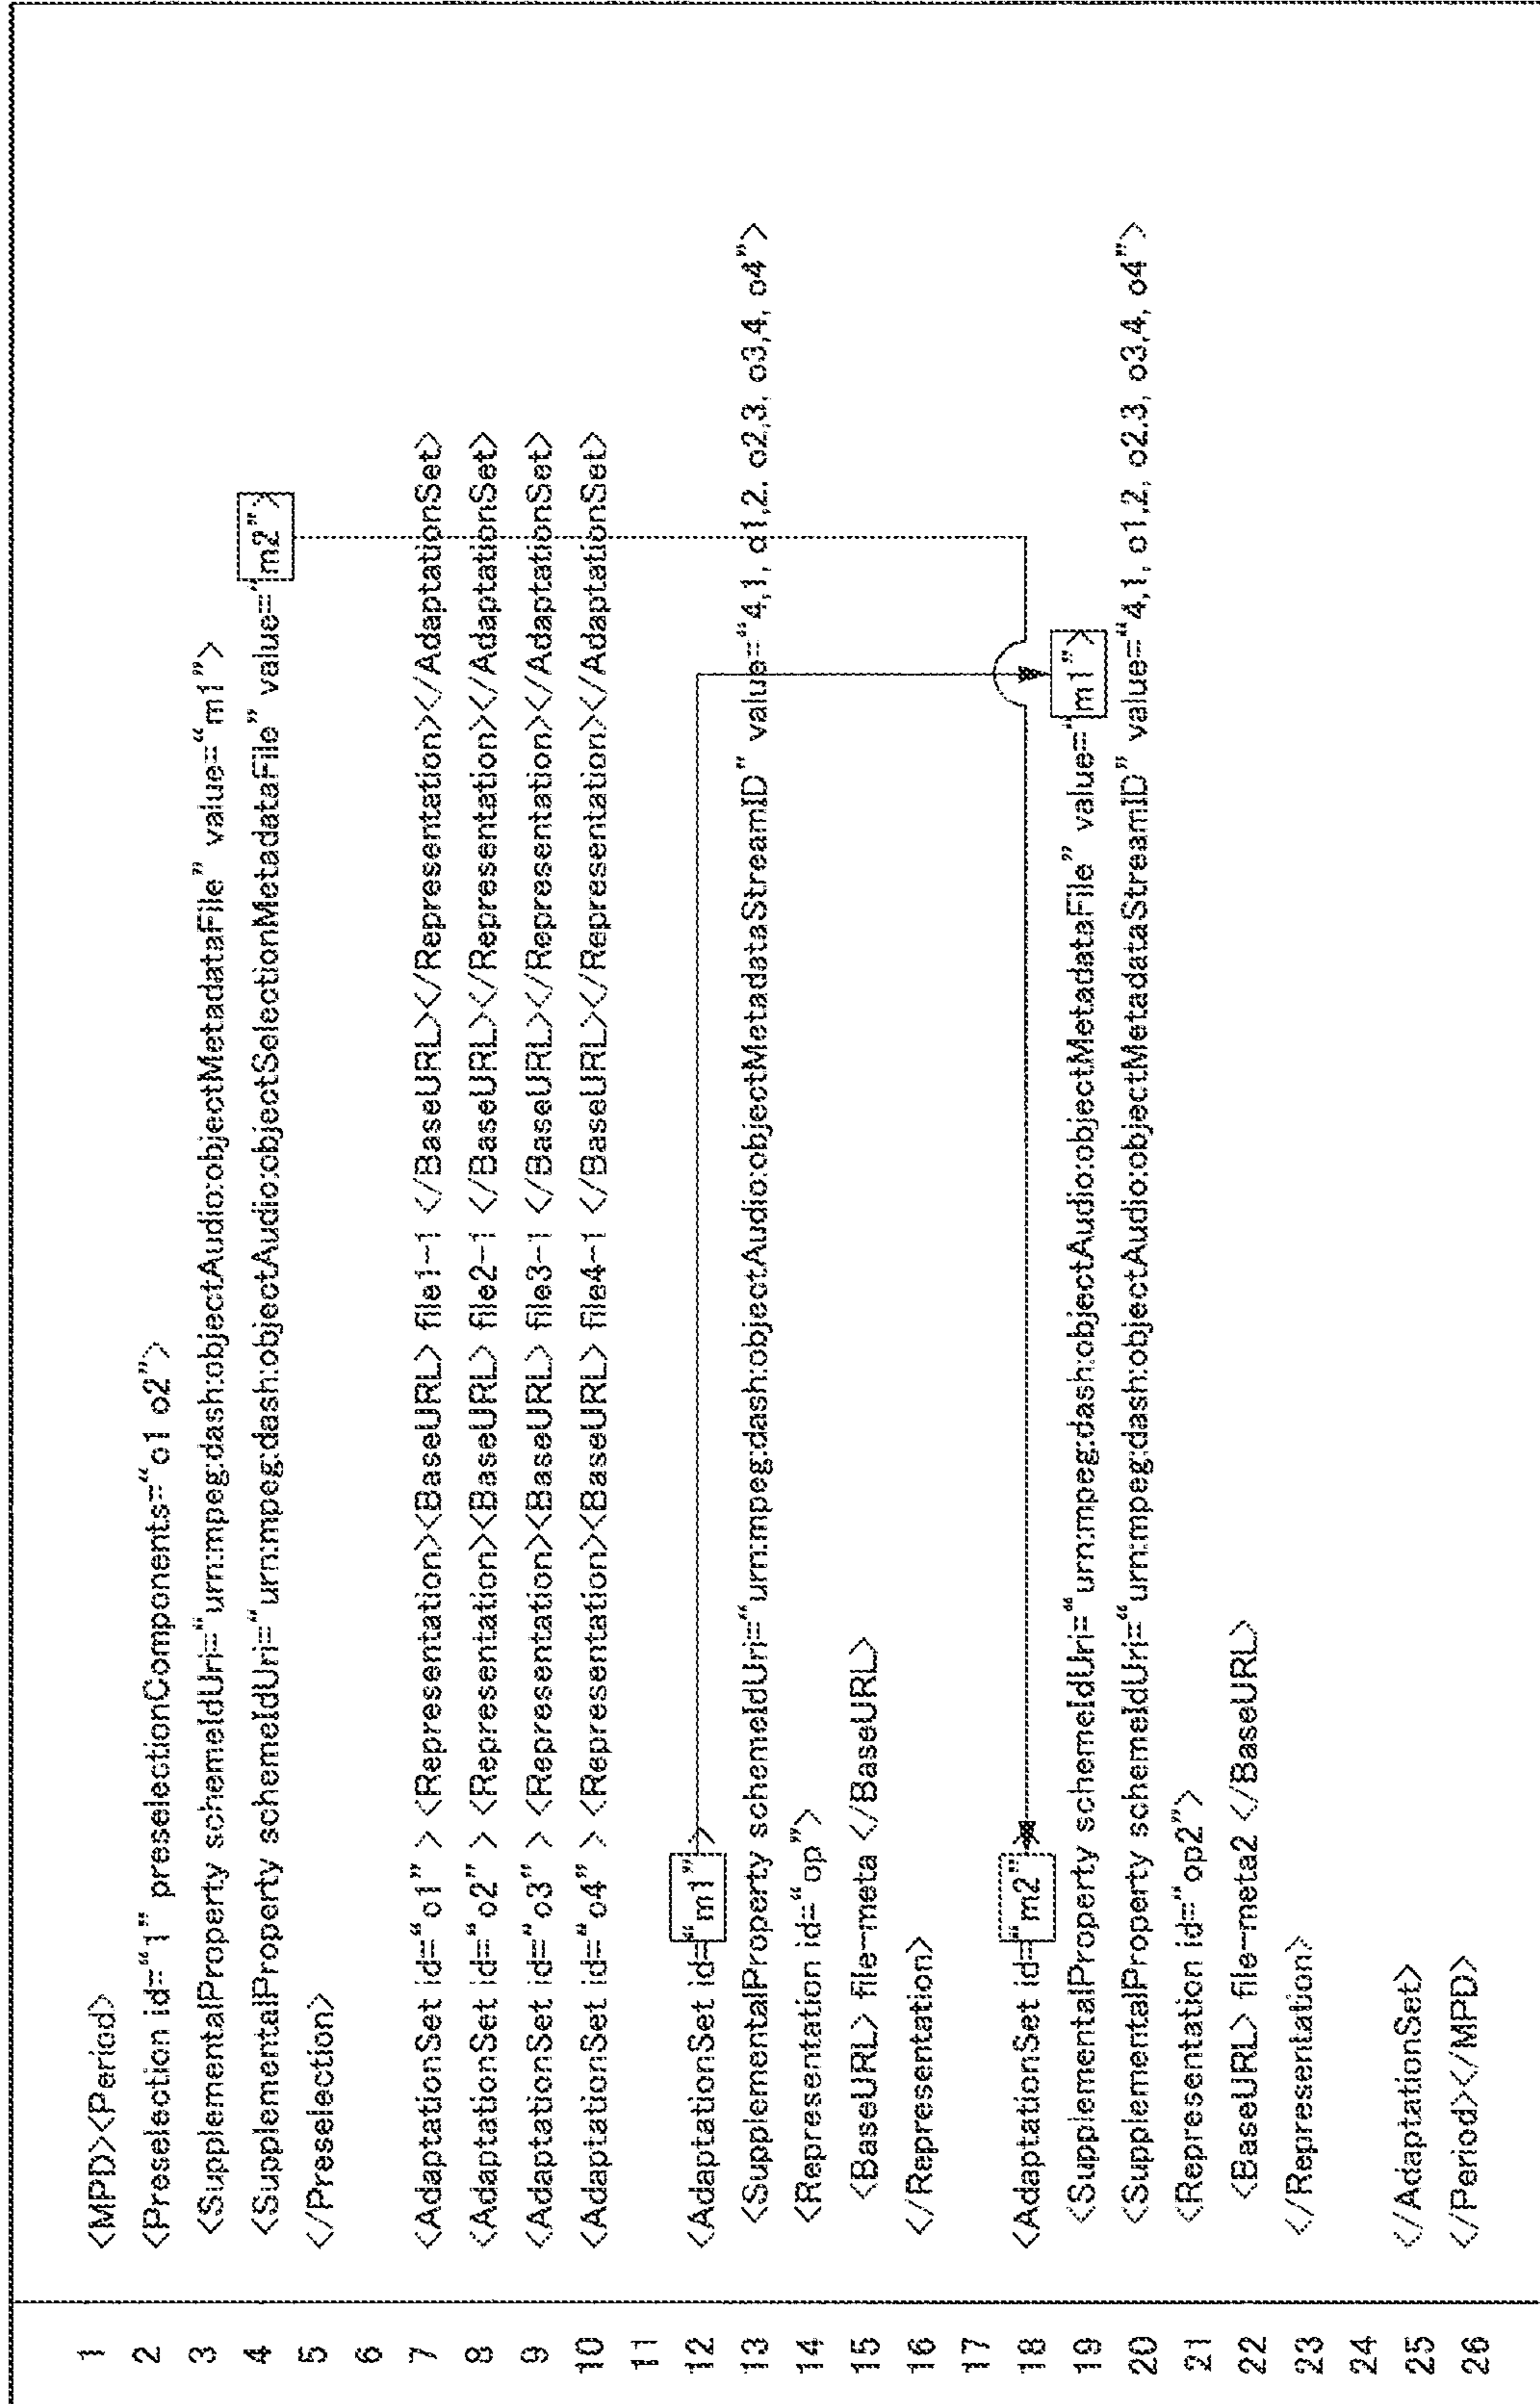 1 <MPD><Period>
2 <Preselection id=“1” preselectionComponents=“o1 o2”>
3 <SupplementalProperty schemeIdUri=“urn:mpeg:dash:objectAudio:objectMetadataFile” value=“m1”>
4 <SupplementalProperty schemeIdUri=“urn:mpeg:dash:objectAudio:objectSelectionMetadataFile” value=“m2”>
5 </Preselection>
6
7 <AdaptationSet id=“o1” > <Representation><BaseURL> file1-1 </BaseURL></Representation></AdaptationSet>
8 <AdaptationSet id=“o2” > <Representation><BaseURL> file2-1 </BaseURL></Representation></AdaptationSet>
9 <AdaptationSet id=“o3” > <Representation><BaseURL> file3-1 </BaseURL></Representation></AdaptationSet>
10 <AdaptationSet id=“o4” > <Representation><BaseURL> file4-1 </BaseURL></Representation></AdaptationSet>
11
12 <AdaptationSet id=“m1”>
13 <SupplementalProperty schemeIdUri=“urn:mpeg:dash:objectAudio:objectMetadataStreamID” value=“4,1, o1,2, o2,3, o3,4, o4”>
14 <Representation id=“op”>
15 <BaseURL> file-meta </BaseURL>
16 </Representation>
17
18 <AdaptionSet id=“m2”>
19 <SupplementalProperty schemeIdUri=“urn:mpeg:dash:objectAudio:objectMetadataFile” value=“m1”>
20 <SupplementalProperty schemeIdUri=“urn:mpeg:dash:objectAudio:objectMetadataStreamID” value=“4,1, o1,2, o2,3, o3,4, o4”>
21 <Representation id=“op2”>
22 <BaseURL> file-meta2 </BaseURL>
23 </Representation>
24
25 </AdaptationSet>
26 </Period></MPD>